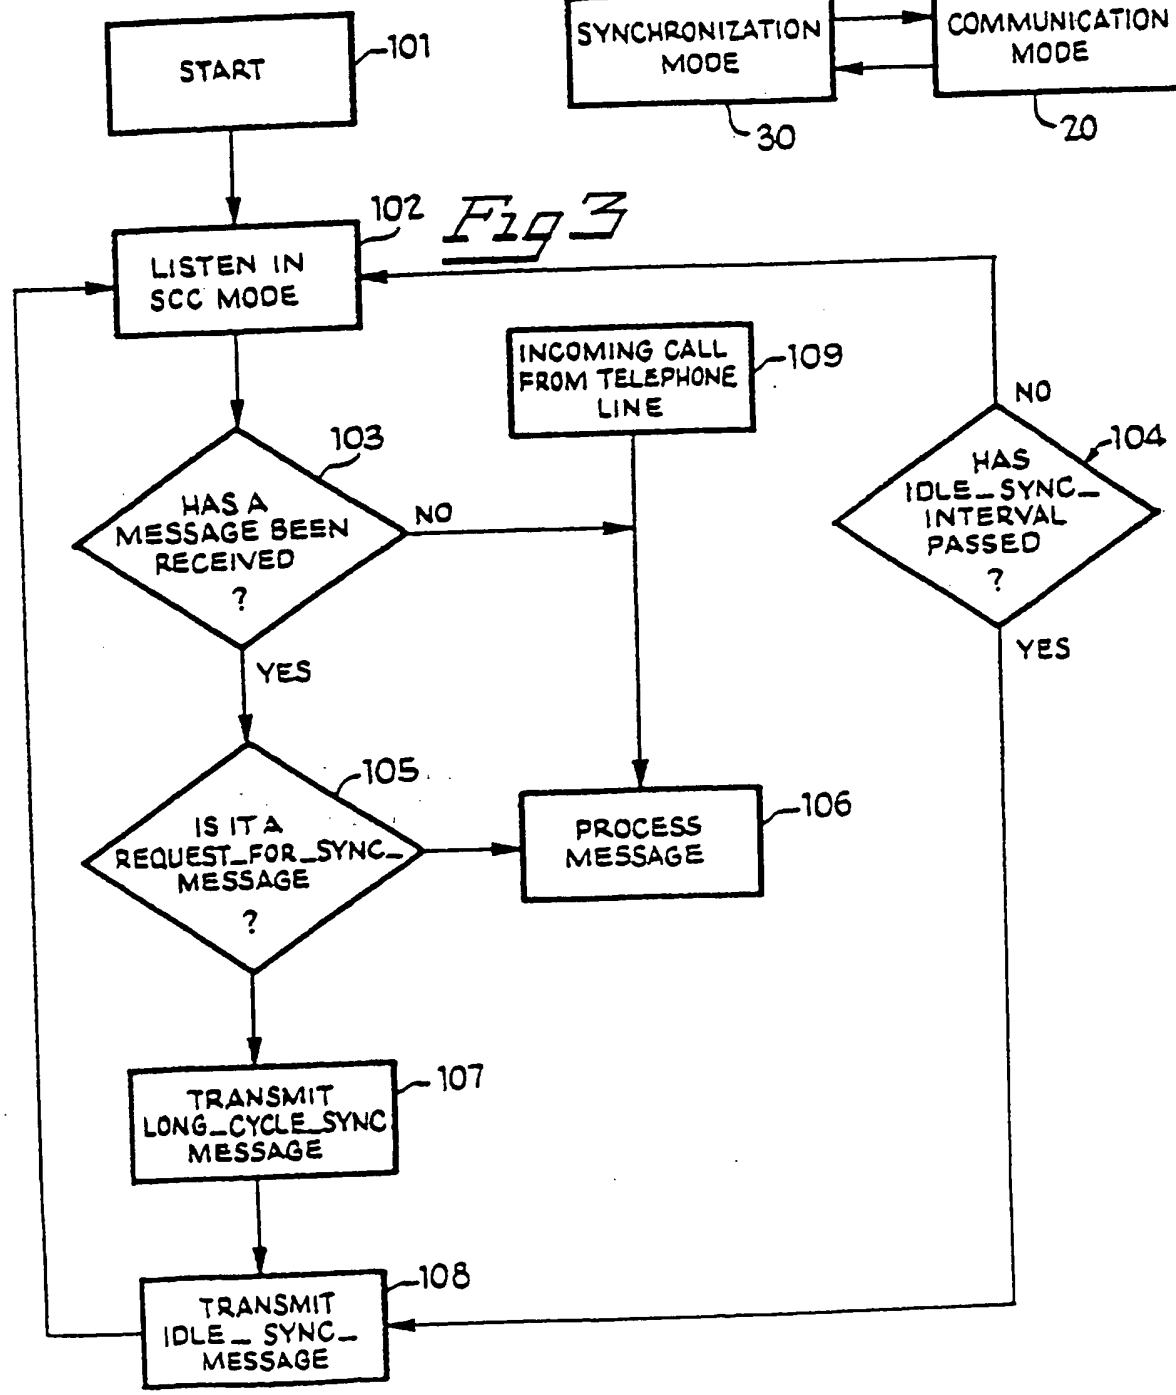 START
101
SYNCHRONIZATION
MODE
30
COMMUNICATION
MODE
20
Fig 3
LISTEN IN
SCC MODE
102
INCOMING CALL
FROM TELEPHONE
LINE
109
HAS A
MESSAGE BEEN
RECEIVED
?
103
NO
YES
HAS
IDLE_SYNC_
INTERVAL
PASSED
?
104
NO
YES
IS IT A
REQUEST_FOR_SYNC_
MESSAGE
?
105
PROCESS
MESSAGE
106
TRANSMIT
LONG_CYCLE_SYNC
MESSAGE
107
TRANSMIT
IDLE_SYNC_
MESSAGE
108